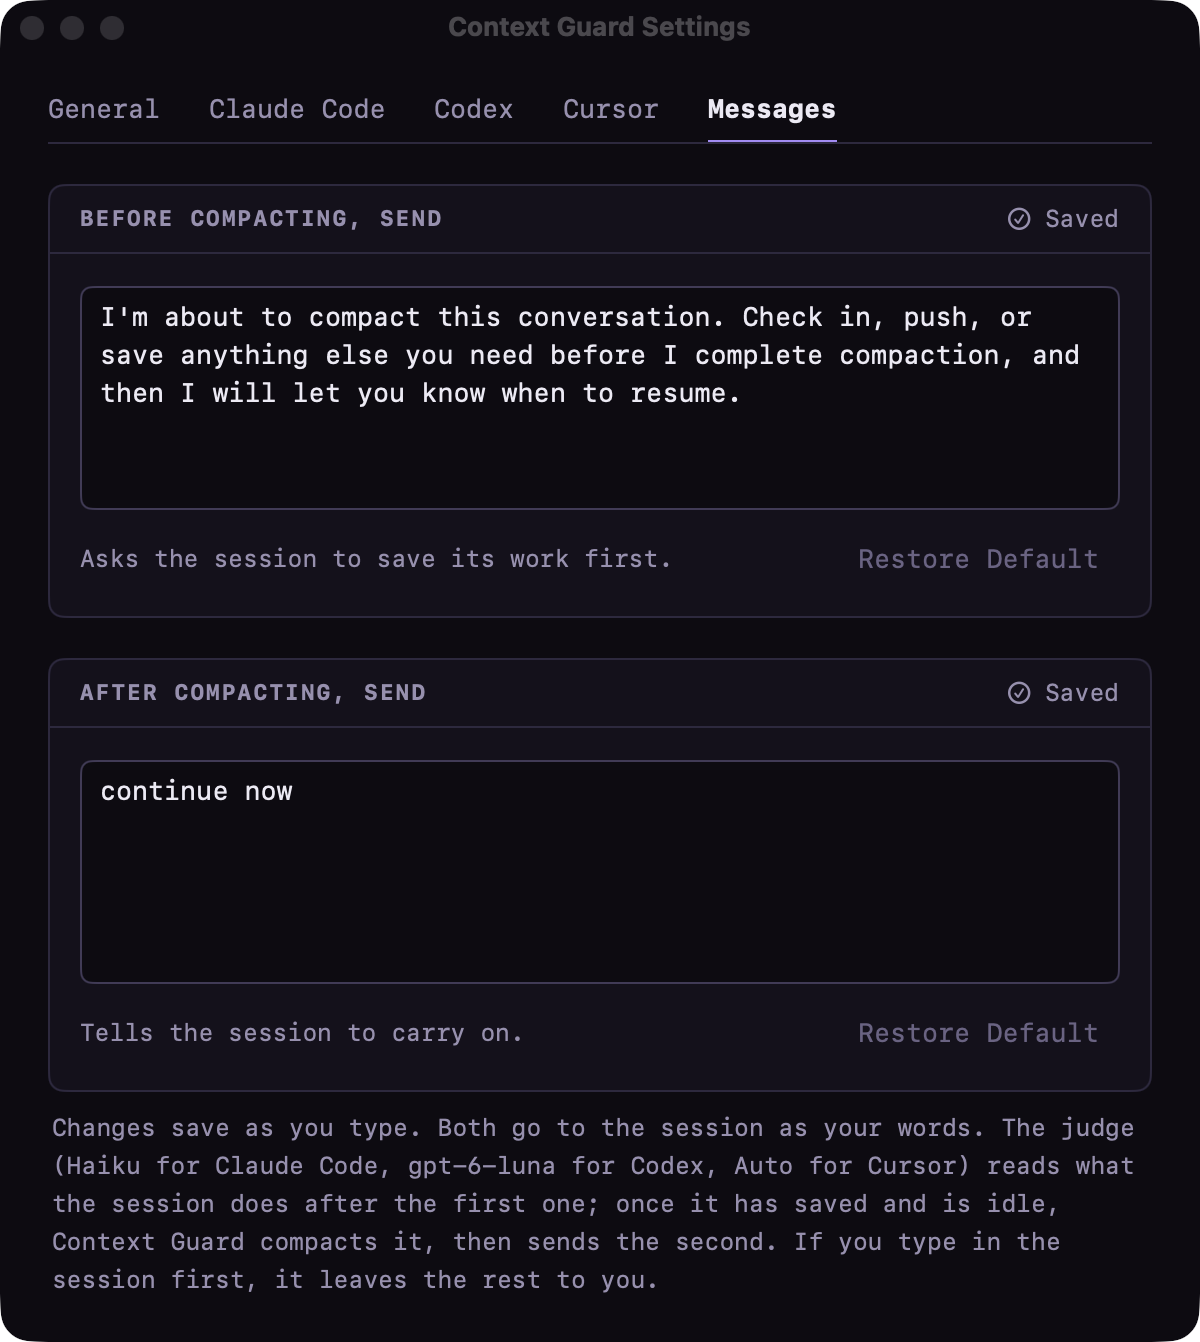 Context Guard Settings
General Claude Code Codex Cursor Messages
BEFORE COMPACTING, SEND
Saved
I'm about to compact this conversation. Check in, push, or
save anything else you need before I complete compaction, and
then I will let you know when to resume.
Asks the session to save its work first.
Restore Default
AFTER COMPACTING, SEND
Saved
continue now
Tells the session to carry on.
Restore Default
Changes save as you type. Both go to the session as your words. The judge
(Haiku for Claude Code, gpt-6-luna for Codex, Auto for Cursor) reads what
the session does after the first one; once it has saved and is idle,
Context Guard compacts it, then sends the second. If you type in the
session first, it leaves the rest to you.